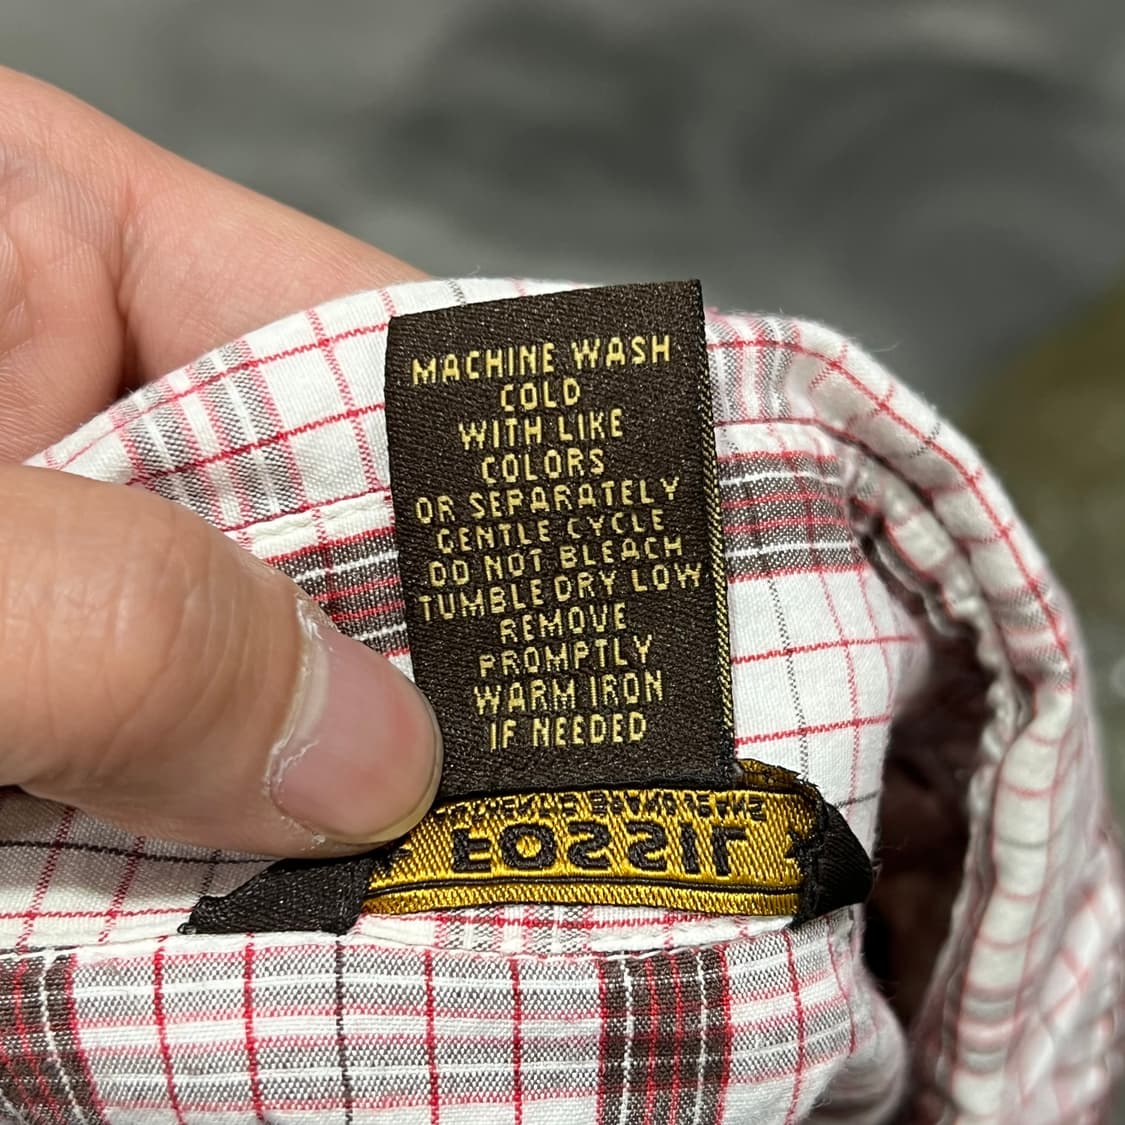 MACHINE WASH
COLD
WITH LIKE
COLORS
OR SEPARATELY
GENTLE CYCLE
DO NOT BLEACH
TUMBLE DRY LOW
REMOVE
PROMPTLY
WARM IRON
IF NEEDED
FOSSIL